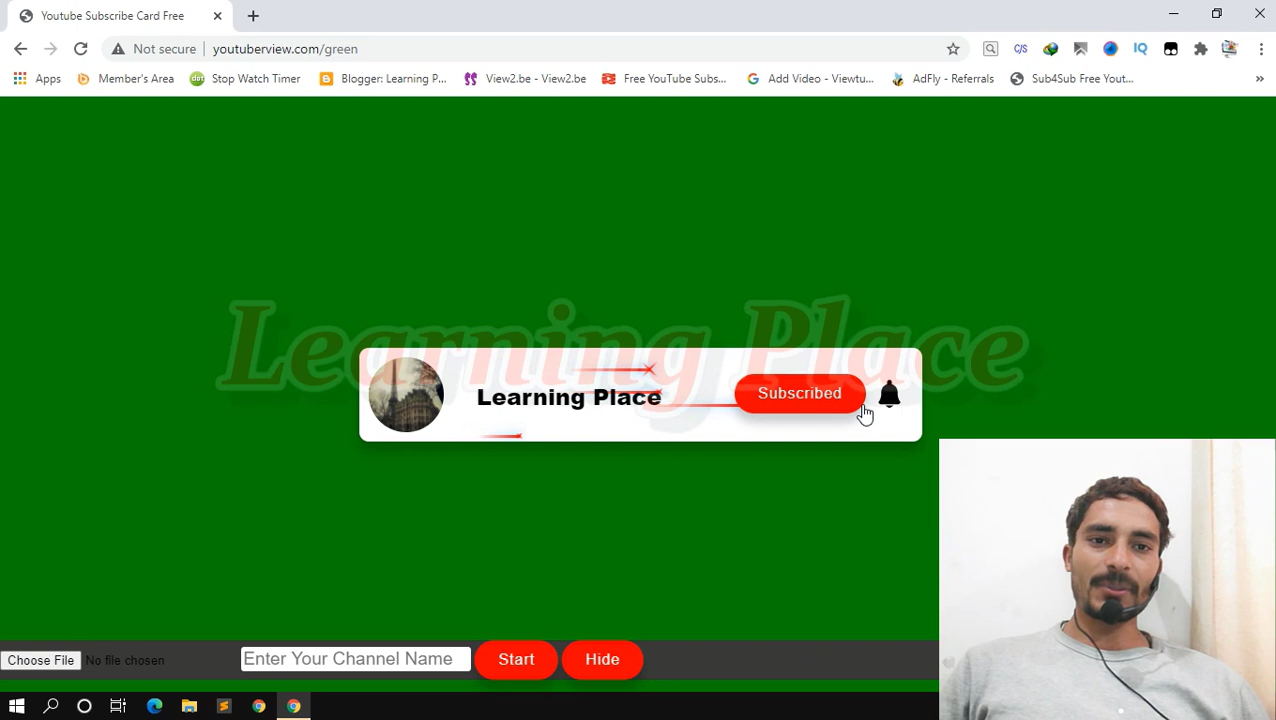 Youtube Subscribe Card Free
Not secure
youtuberview.com/green
C/S
IQ
Apps
Member's Area
dot
Stop Watch Timer
Blogger: Learning P...
View2.be - View2.be
Free YouTube Subs...
Add Video - Viewtu...
AdFly - Referrals
Sub4Sub Free Yout...
»
Learning Place
Learning Place
Subscribed
Choose File
No file chosen
Enter Your Channel Name
Start
Hide